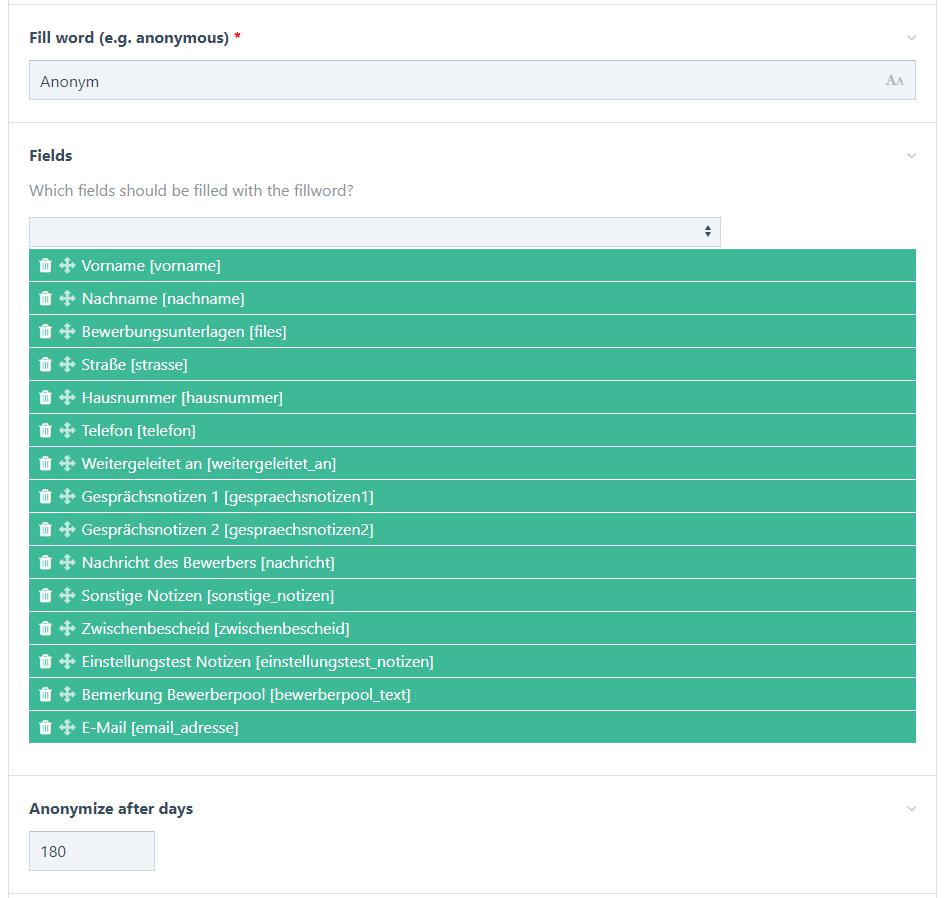 Fill word (e.g. anonymous) *
Anonym
AA
Fields
Which fields should be filled with the fillword?
Vorname [vorname]
Nachname [nachname]
Bewerbungsunterlagen [files]
Straße [strasse]
Hausnummer [hausnummer]
Telefon [telefon]
Weitergeleitet an [weitergeleitet_an]
Gesprächsnotizen 1 [gespraechsnotizen1]
Gesprächsnotizen 2 [gespraechsnotizen2]
Nachricht des Bewerbers [nachricht]
Sonstige Notizen [sonstige_notizen]
Zwischenbescheid [zwischenbescheid]
Einstellungstest Notizen [einstellungstest_notizen]
Bemerkung Bewerberpool [bewerberpool_text]
E-Mail [email_adresse]
Anonymize after days
180